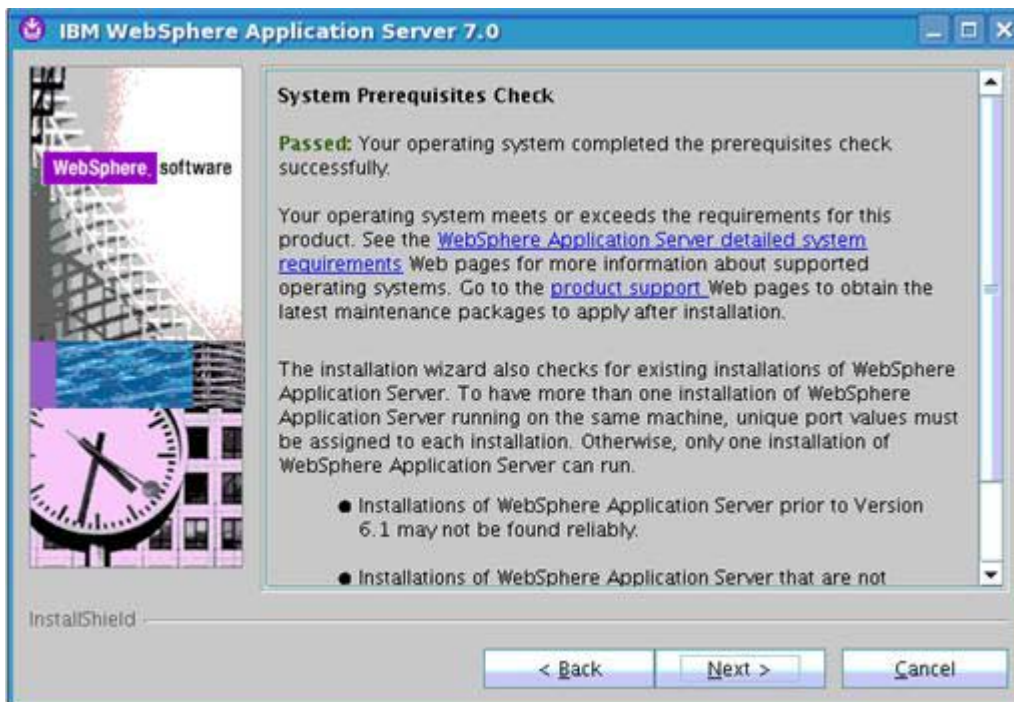 IBM WebSphere Application Server 7.0
WebSphere. software
System Prerequisites Check
Passed: Your operating system completed the prerequisites check
successfully.
Your operating system meets or exceeds the requirements for this
product. See the WebSphere Application Server detailed system
requirements Web pages for more information about supported
operating systems. Go to the product support Web pages to obtain the
latest maintenance packages to apply after installation.
The installation wizard also checks for existing installations of WebSphere
Application Server. To have more than one installation of WebSphere
Application Server running on the same machine, unique port values must
be assigned to each installation. Otherwise, only one installation of
WebSphere Application Server can run.
● Installations of WebSphere Application Server prior to Version
6.1 may not be found reliably.
● Installations of WebSphere Application Server that are not
InstallShield
< Back
Next >
Cancel